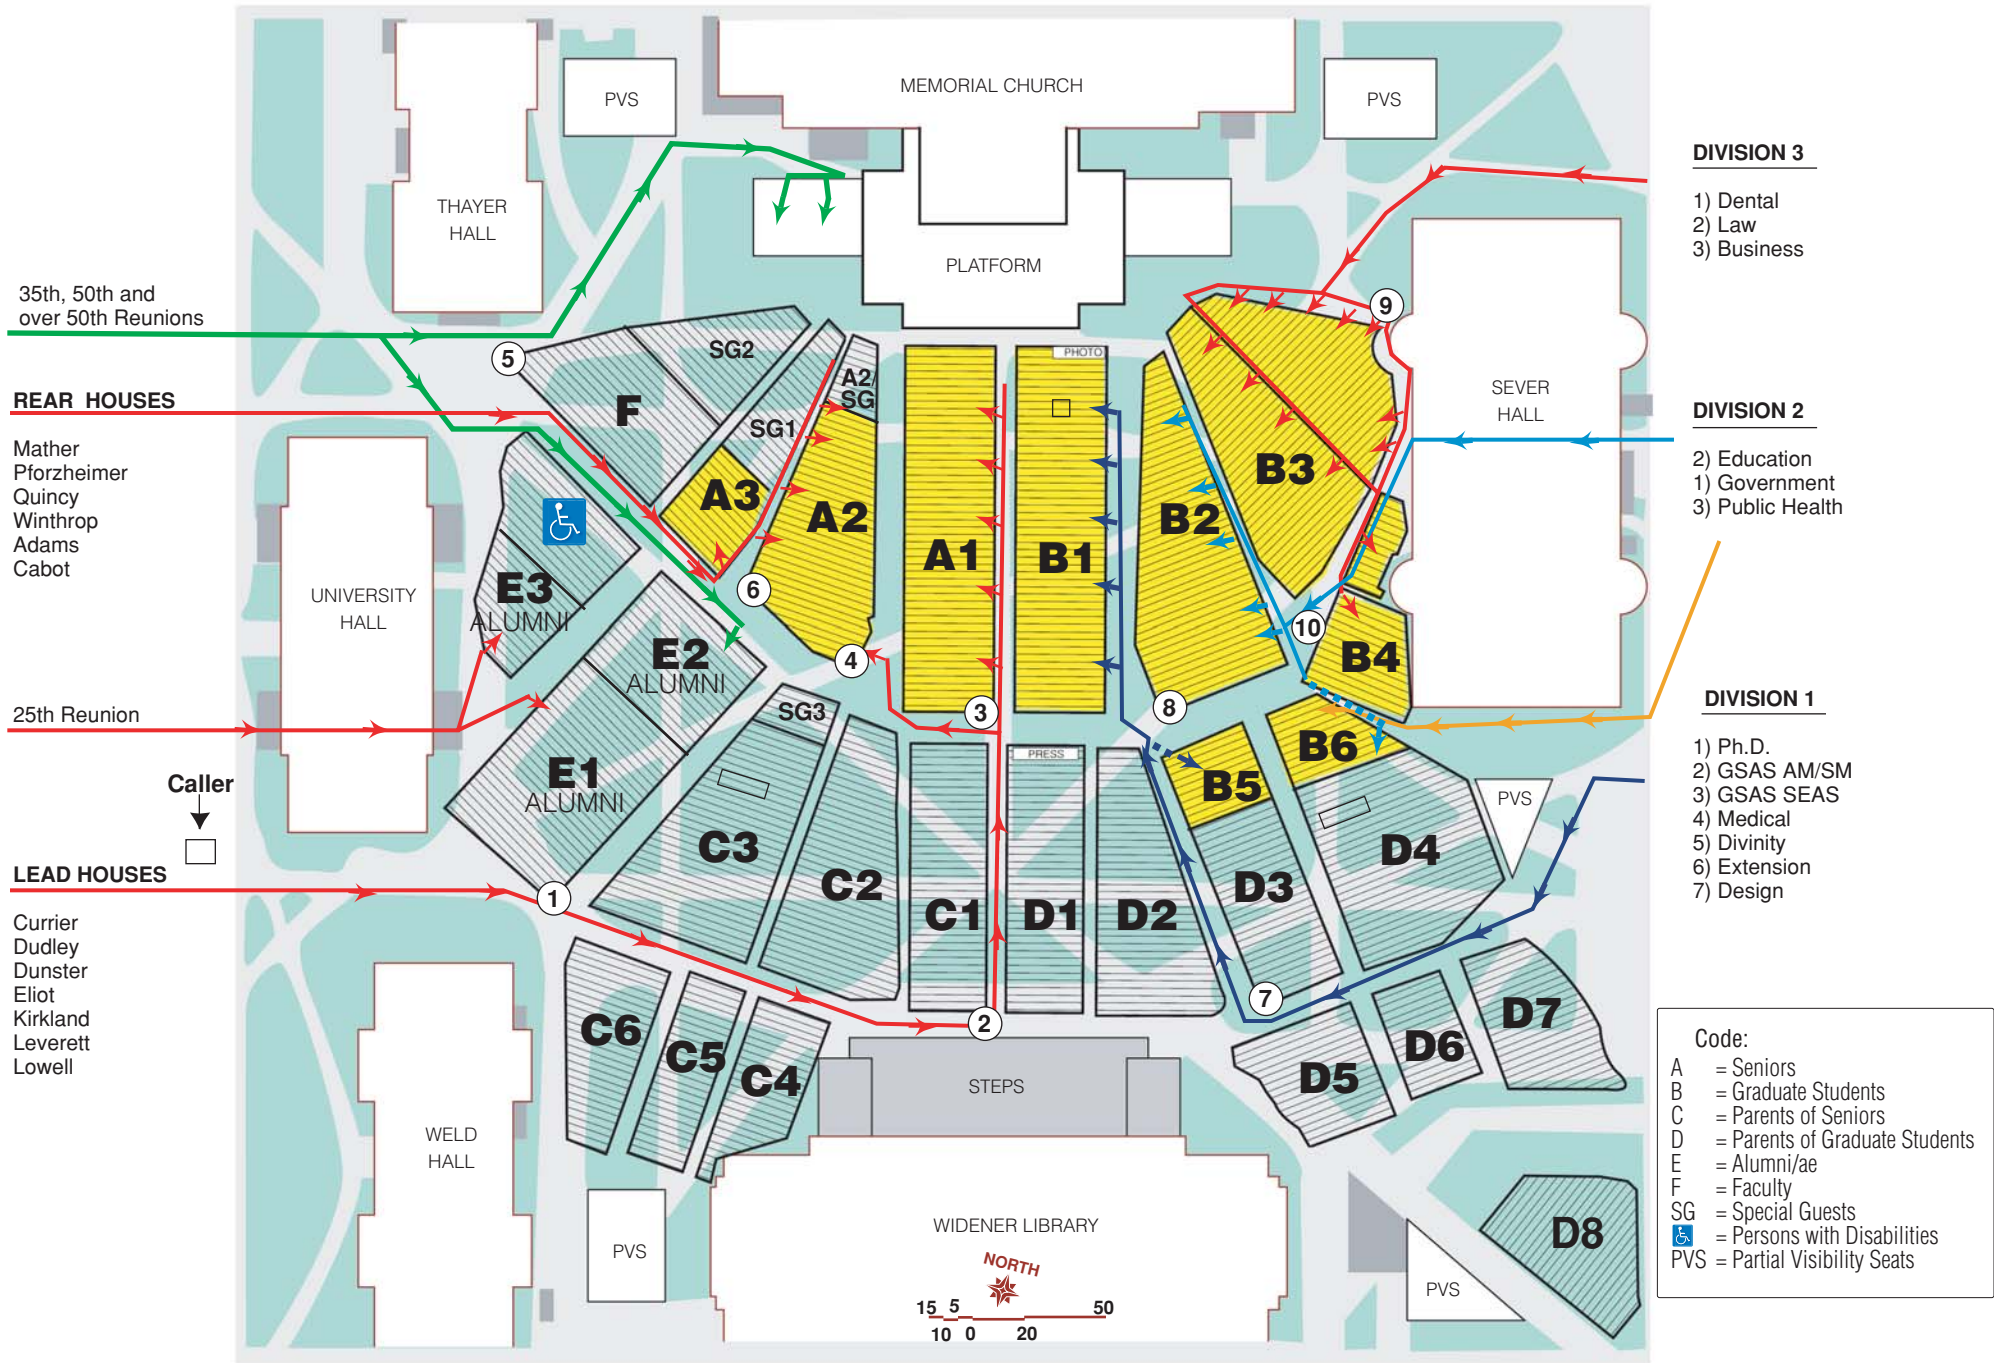 MEMORIAL CHURCH
PVS
PVS
THAYER
HALL
PLATFORM
35th, 50th and
over 50th Reunions
REAR HOUSES
Mather
Pforzheimer
Quincy
Winthrop
Adams
Cabot
UNIVERSITY
HALL
25th Reunion
Caller
LEAD HOUSES
Currier
Dudley
Dunster
Eliot
Kirkland
Leverett
Lowell
DIVISION 3
1) Dental
2) Law
3) Business
SEVER
HALL
DIVISION 2
2) Education
1) Government
3) Public Health
DIVISION 1
1) Ph.D.
2) GSAS AM/SM
3) GSAS SEAS
4) Medical
5) Divinity
6) Extension
7) Design
5
F
SG2
SG1
A2/
SG
A3
A2
6
4
A1
3
PHOTO
B1
B2
8
B3
9
10
B4
B5
B6
E3
ALUMNI
E2
ALUMNI
E1
ALUMNI
SG3
C3
C2
C1
PRESS
D1
D2
D3
D4
PVS
1
2
7
C6
C5
C4
D5
D6
D7
D8
STEPS
WELD
HALL
PVS
WIDENER LIBRARY
NORTH
15 5 50
10 0 20
PVS
Code:
A = Seniors
B = Graduate Students
C = Parents of Seniors
D = Parents of Graduate Students
E = Alumni/ae
F = Faculty
SG = Special Guests
= Persons with Disabilities
PVS = Partial Visibility Seats